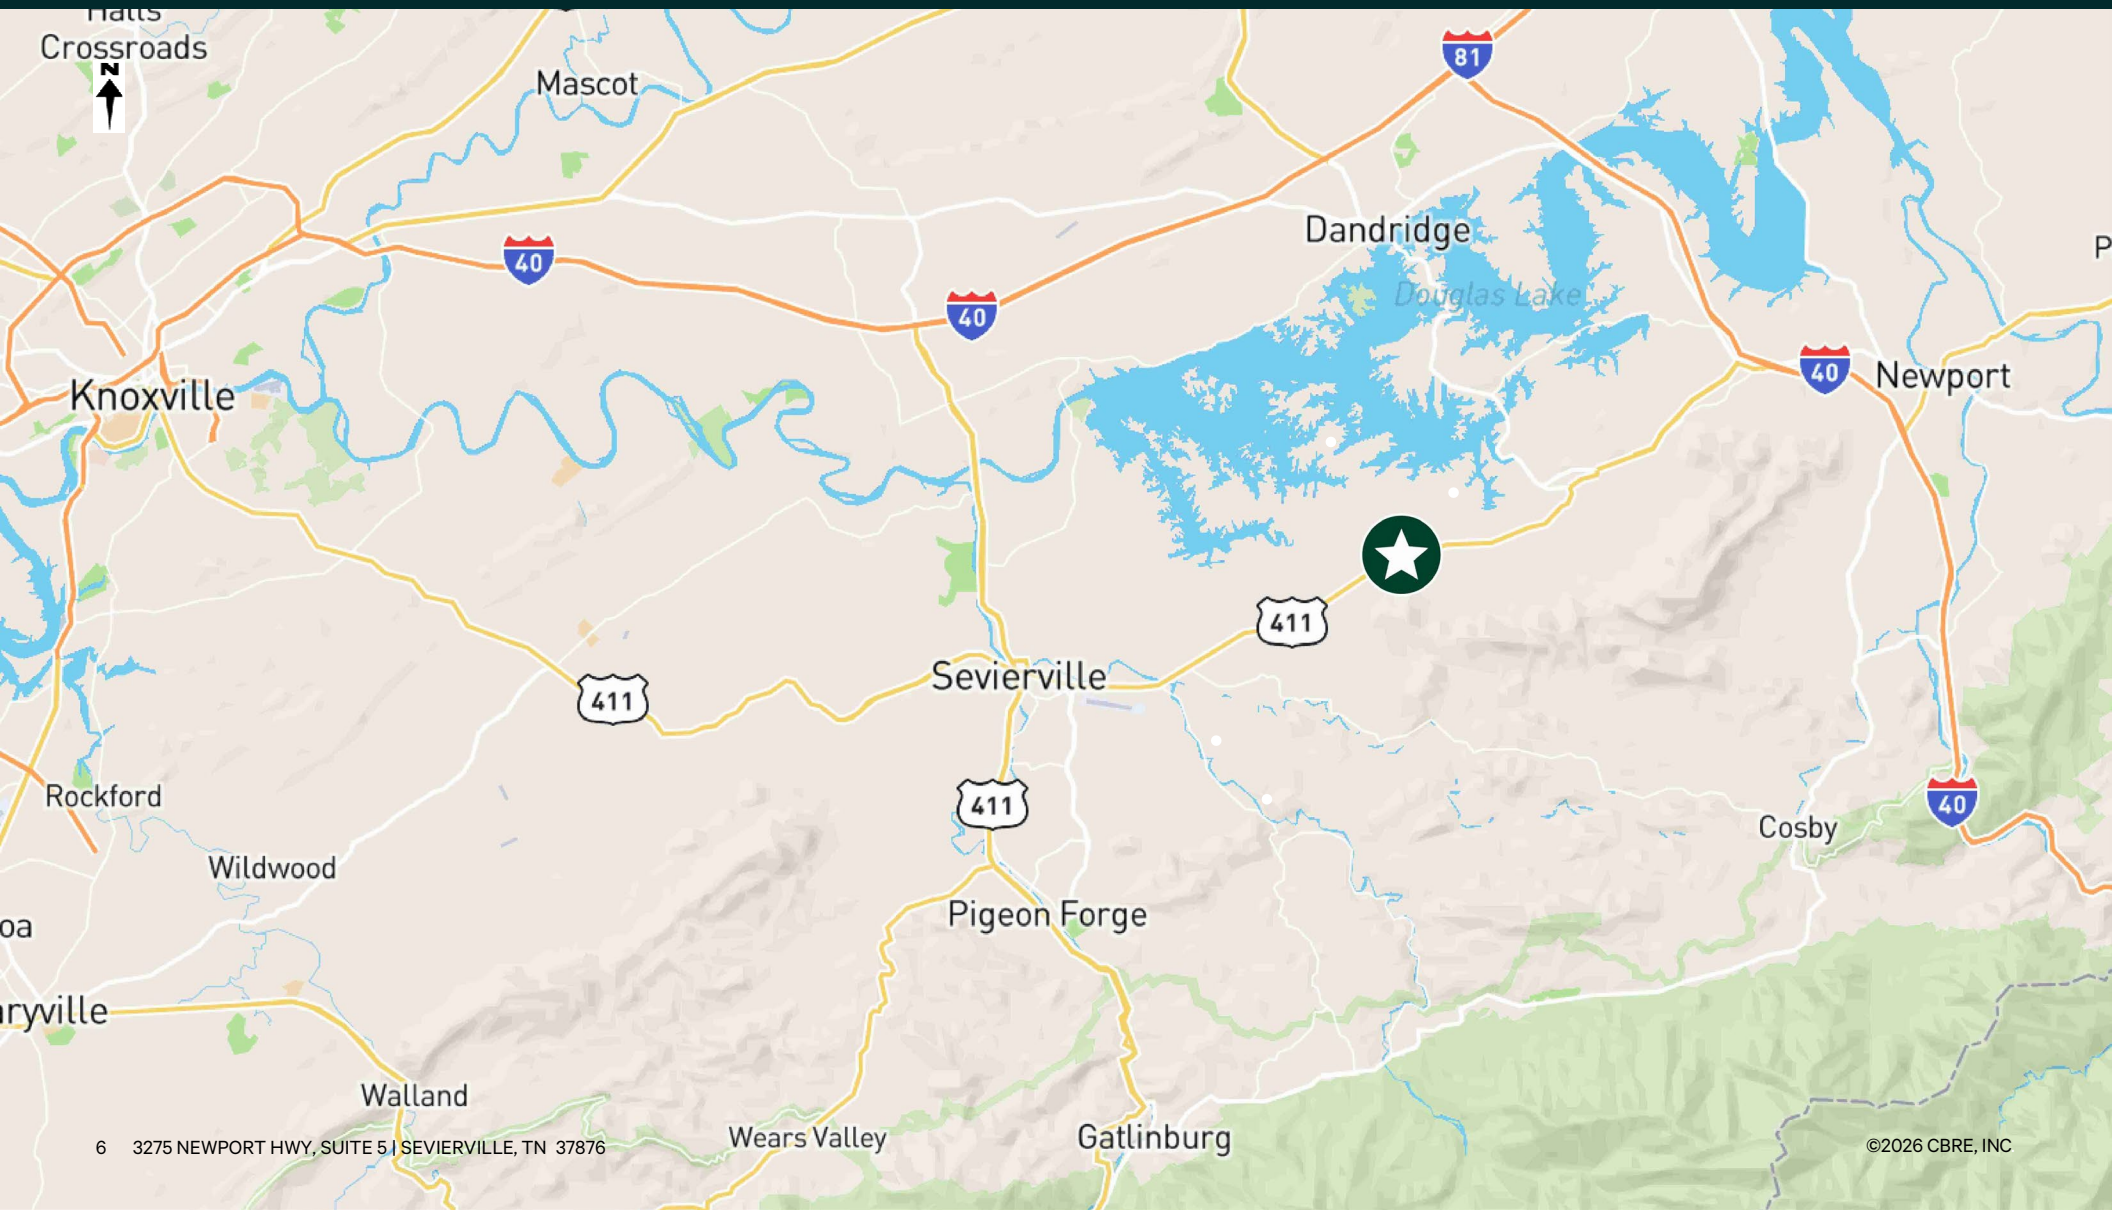 Halls
Crossroads
N
Mascot
81
Dandridge
40
40
Douglas Lake
P
Knoxville
40
Newport
411
Sevierville
411
411
Rockford
40
Cosby
Wildwood
Pigeon Forge
oa
ryville
Walland
Wears Valley
Gatlinburg
6 3275 NEWPORT HWY, SUITE 5 | SEVIERVILLE, TN 37876
©2026 CBRE, INC